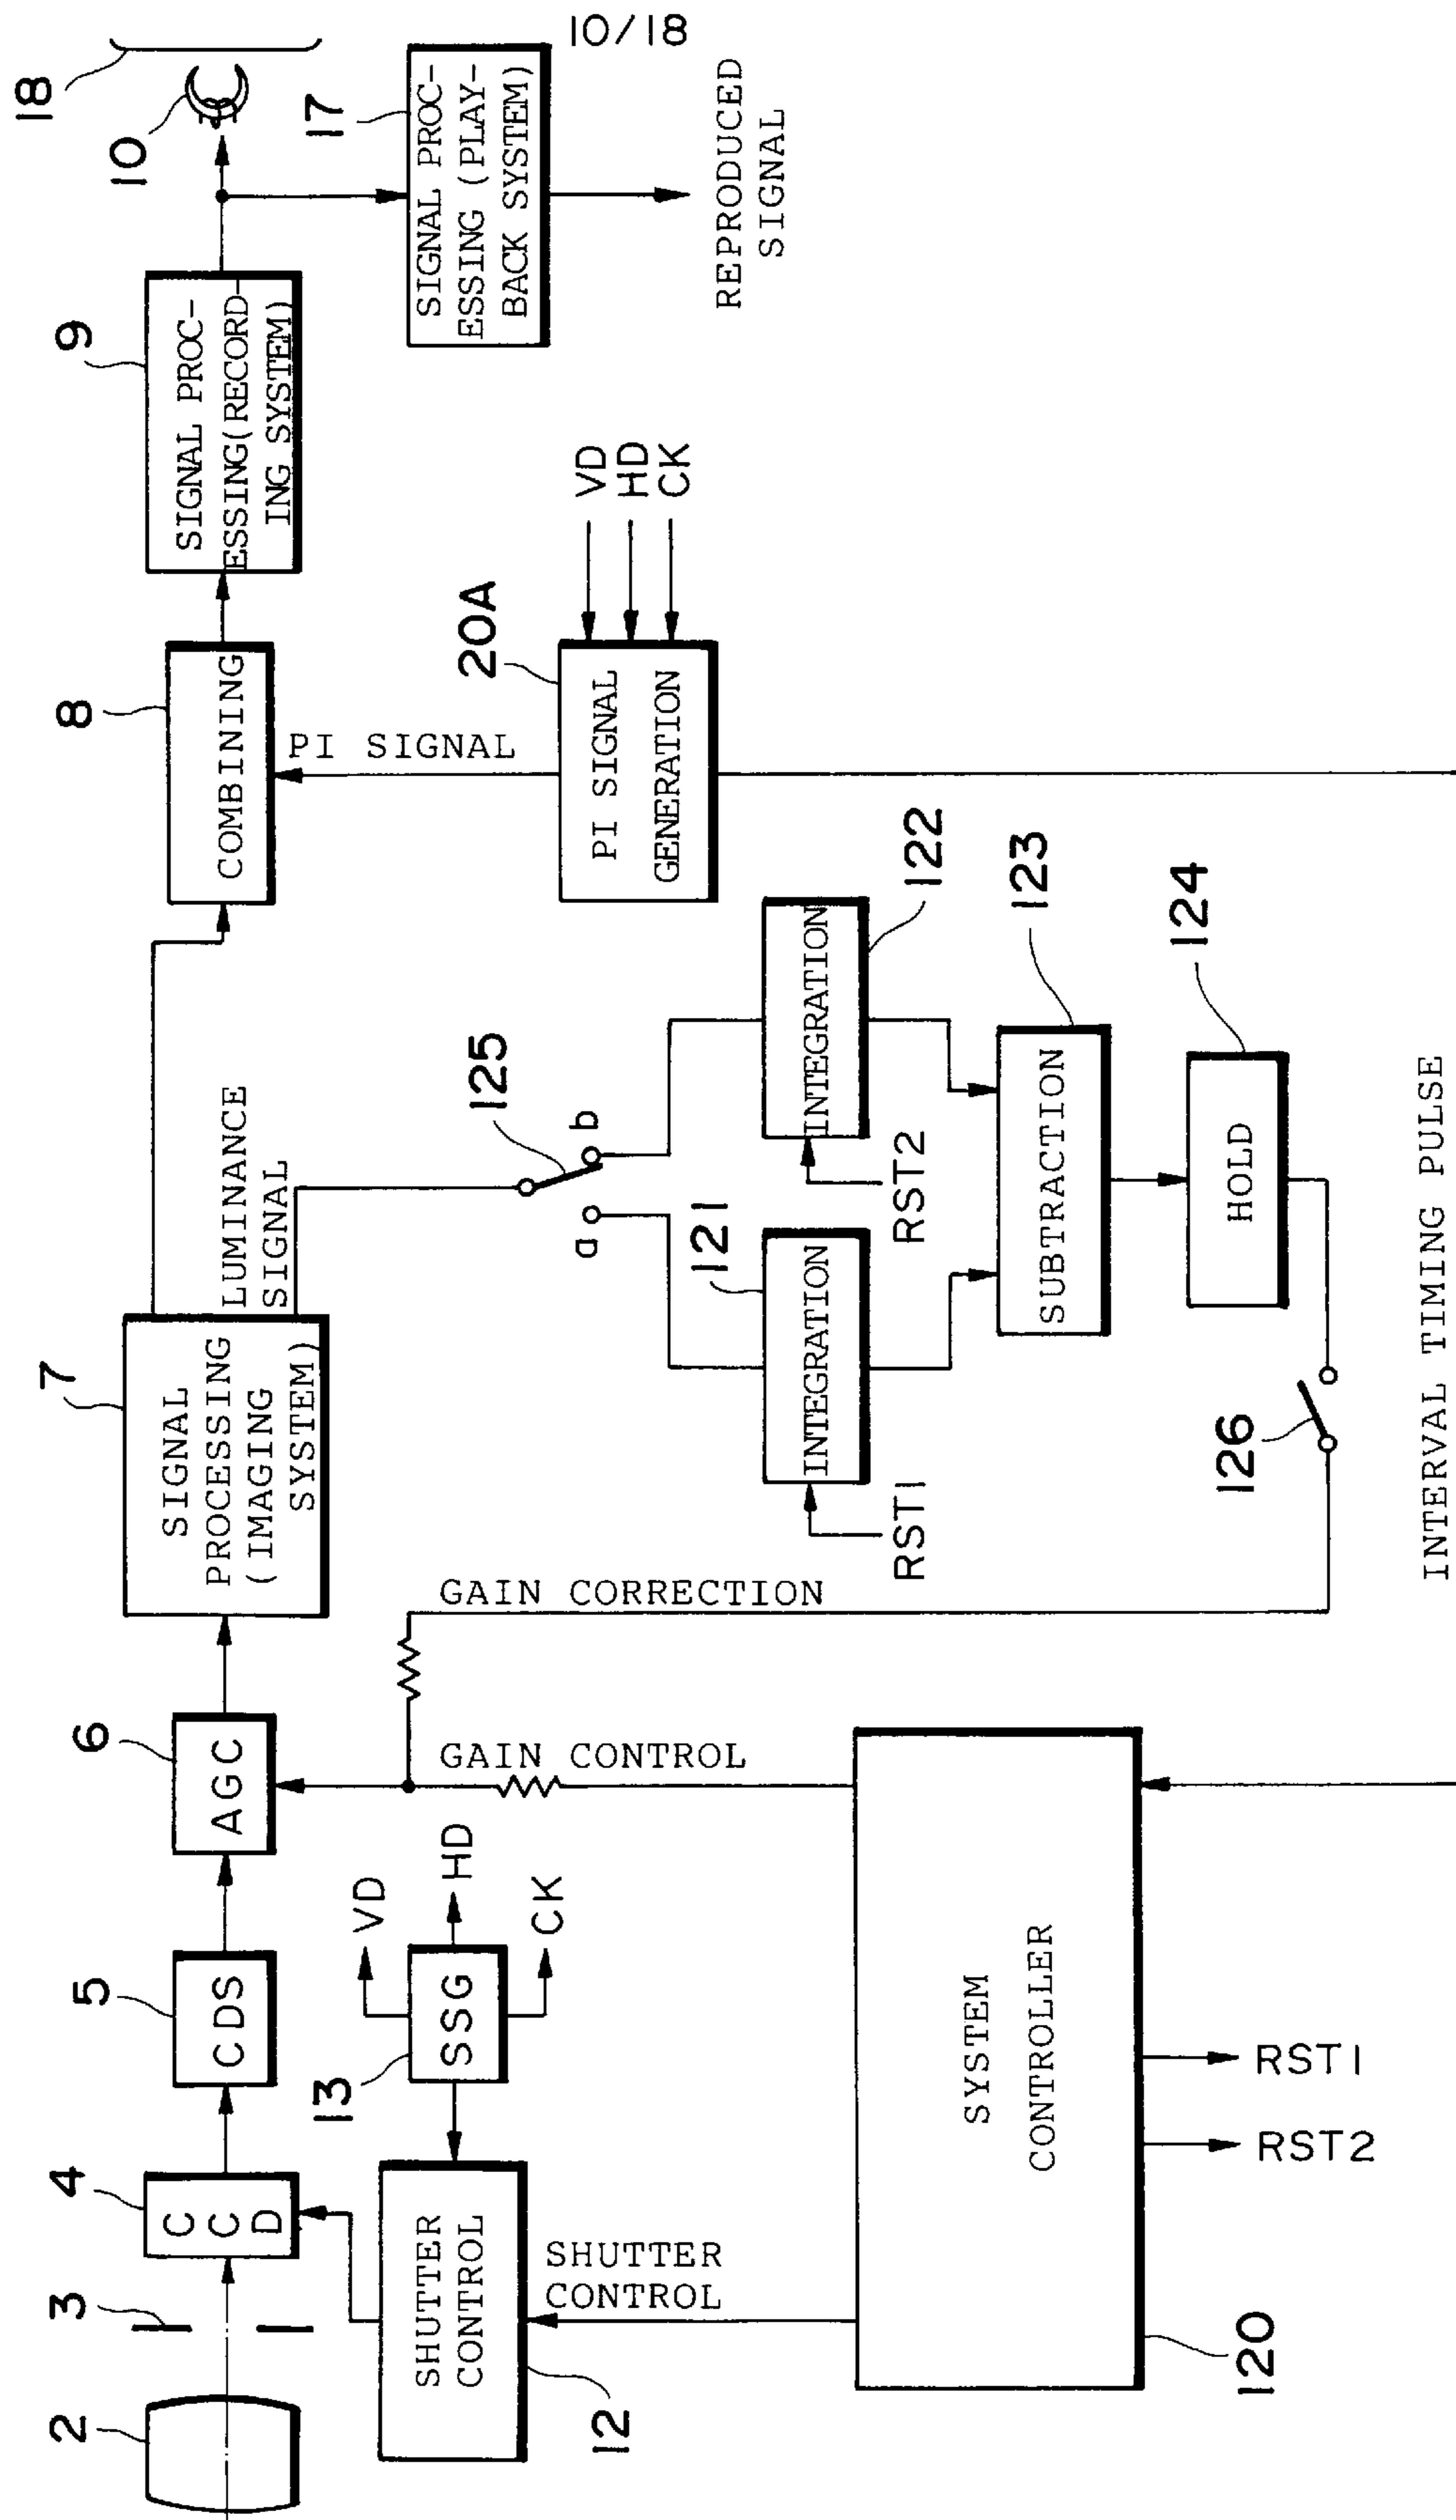 2
3
4
C
C
D
5
CDS
6
AGC
7
SIGNAL
PROCESSING
(IMAGING
SYSTEM)
LUMINANCE
SIGNAL
8
COMBINING
PI SIGNAL
9
SIGNAL PROC-
ESSING(RECORD-
ING SYSTEM)
10
18
17
SIGNAL PROC-
ESSING (PLAY-
BACK SYSTEM)
10/18
REPRODUCED
SIGNAL
20A
PI SIGNAL
GENERATION
VD
HD
CK
13
SSG
VD
HD
CK
12
SHUTTER
CONTROL
SHUTTER
CONTROL
GAIN CONTROL
GAIN CORRECTION
125
a
b
121
INTEGRATION
RST1
122
INTEGRATION
RST2
123
SUBTRACTION
124
HOLD
126
120
SYSTEM
CONTROLLER
RST2
RST1
INTERVAL TIMING PULSE